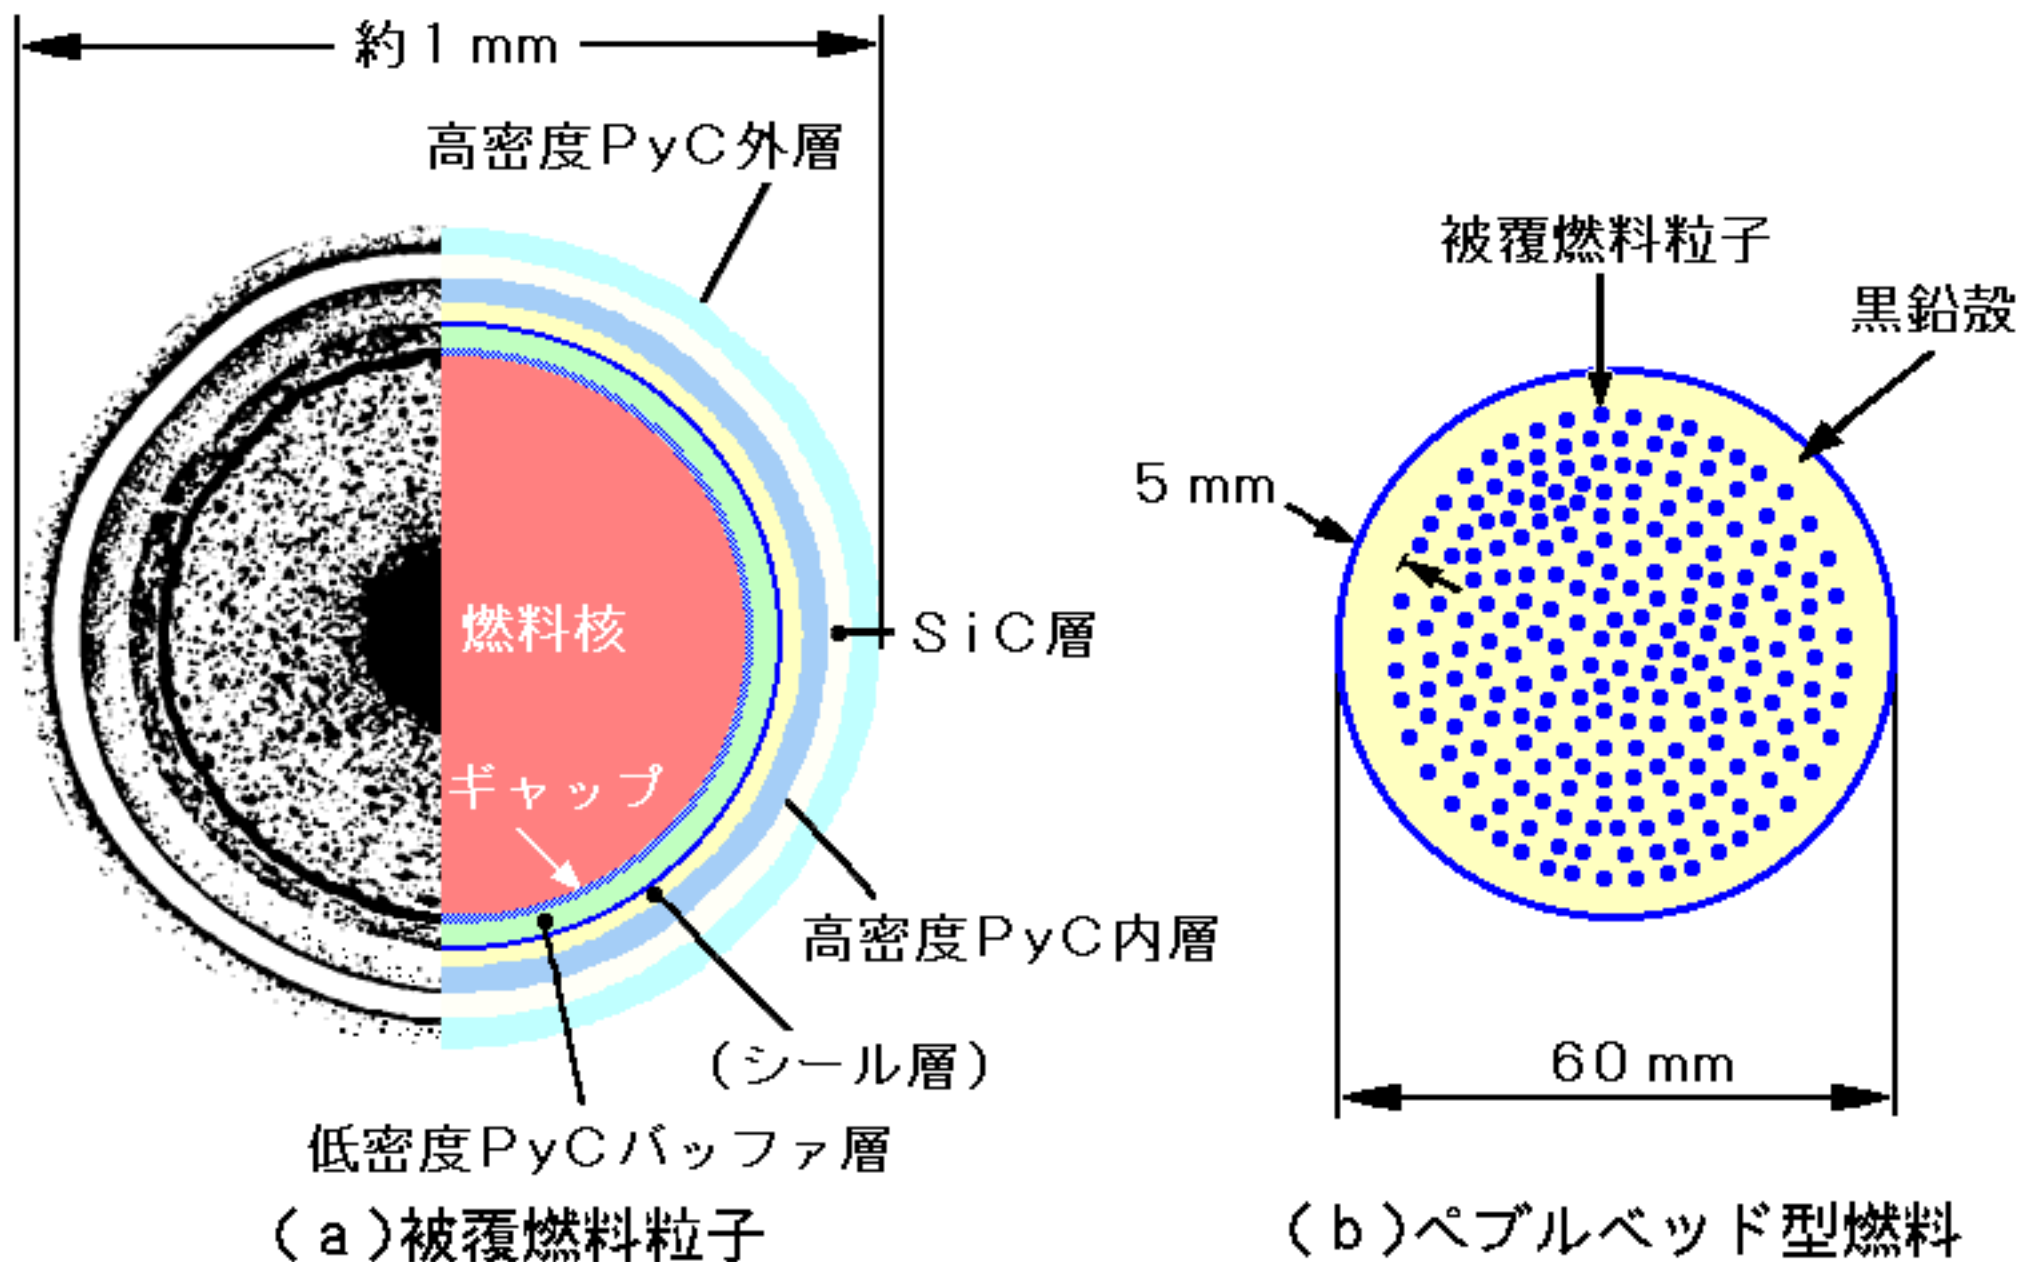 約1mm
高密度PyC外層
燃料核
SiC層
ギャップ
高密度PyC内層
(シール層)
低密度PyCバッファ層
(a)被覆燃料粒子
被覆燃料粒子
黒鉛殻
5mm
60mm
(b)ペブルベッド型燃料